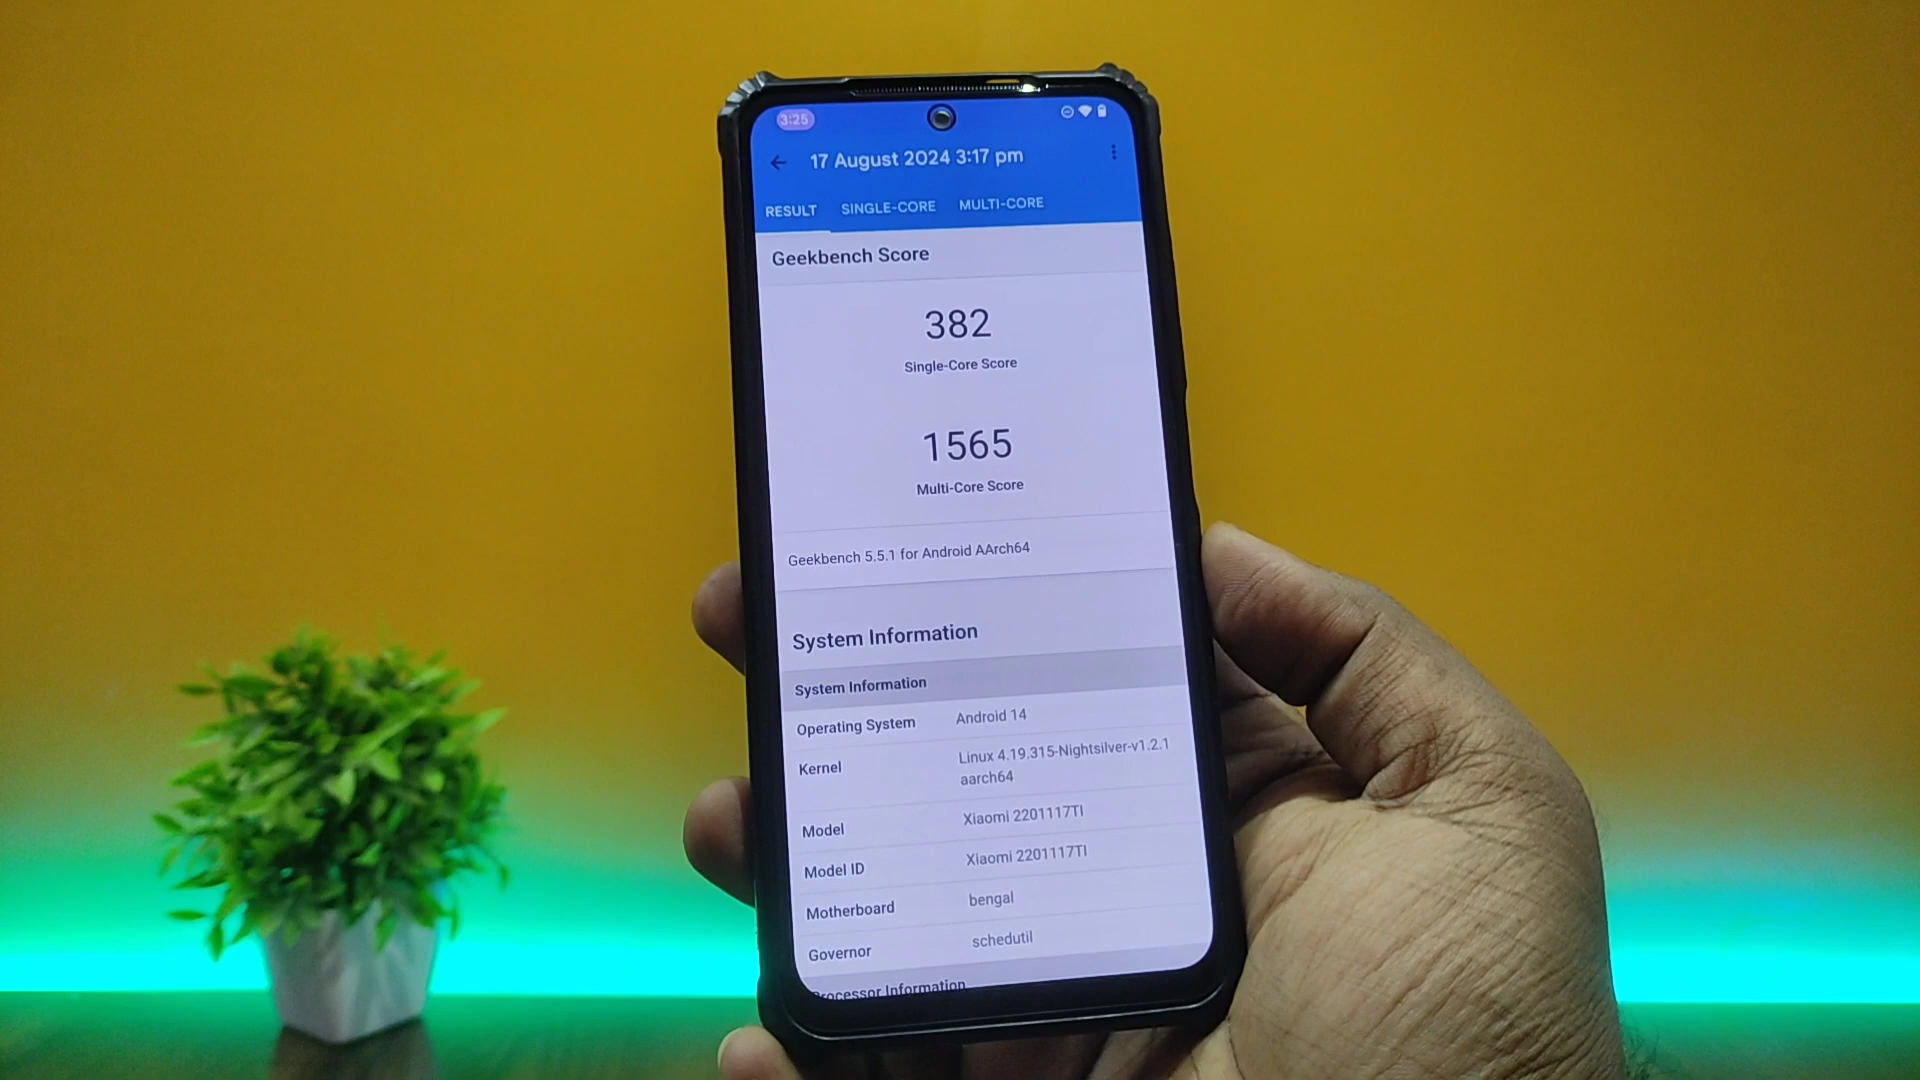 3:25
17 August 2024 3:17 pm
RESULT SINGLE-CORE MULTI-CORE
Geekbench Score
382
Single-Core Score
1565
Multi-Core Score
Geekbench 5.5.1 for Android AArch64
System Information
System Information
Operating System Android 14
Kernel Linux 4.19.315-Nightsilver-v1.2.1
aarch64
Model Xiaomi 2201117TI
Model ID Xiaomi 2201117TI
Motherboard bengal
Governor schedutil
Processor Information